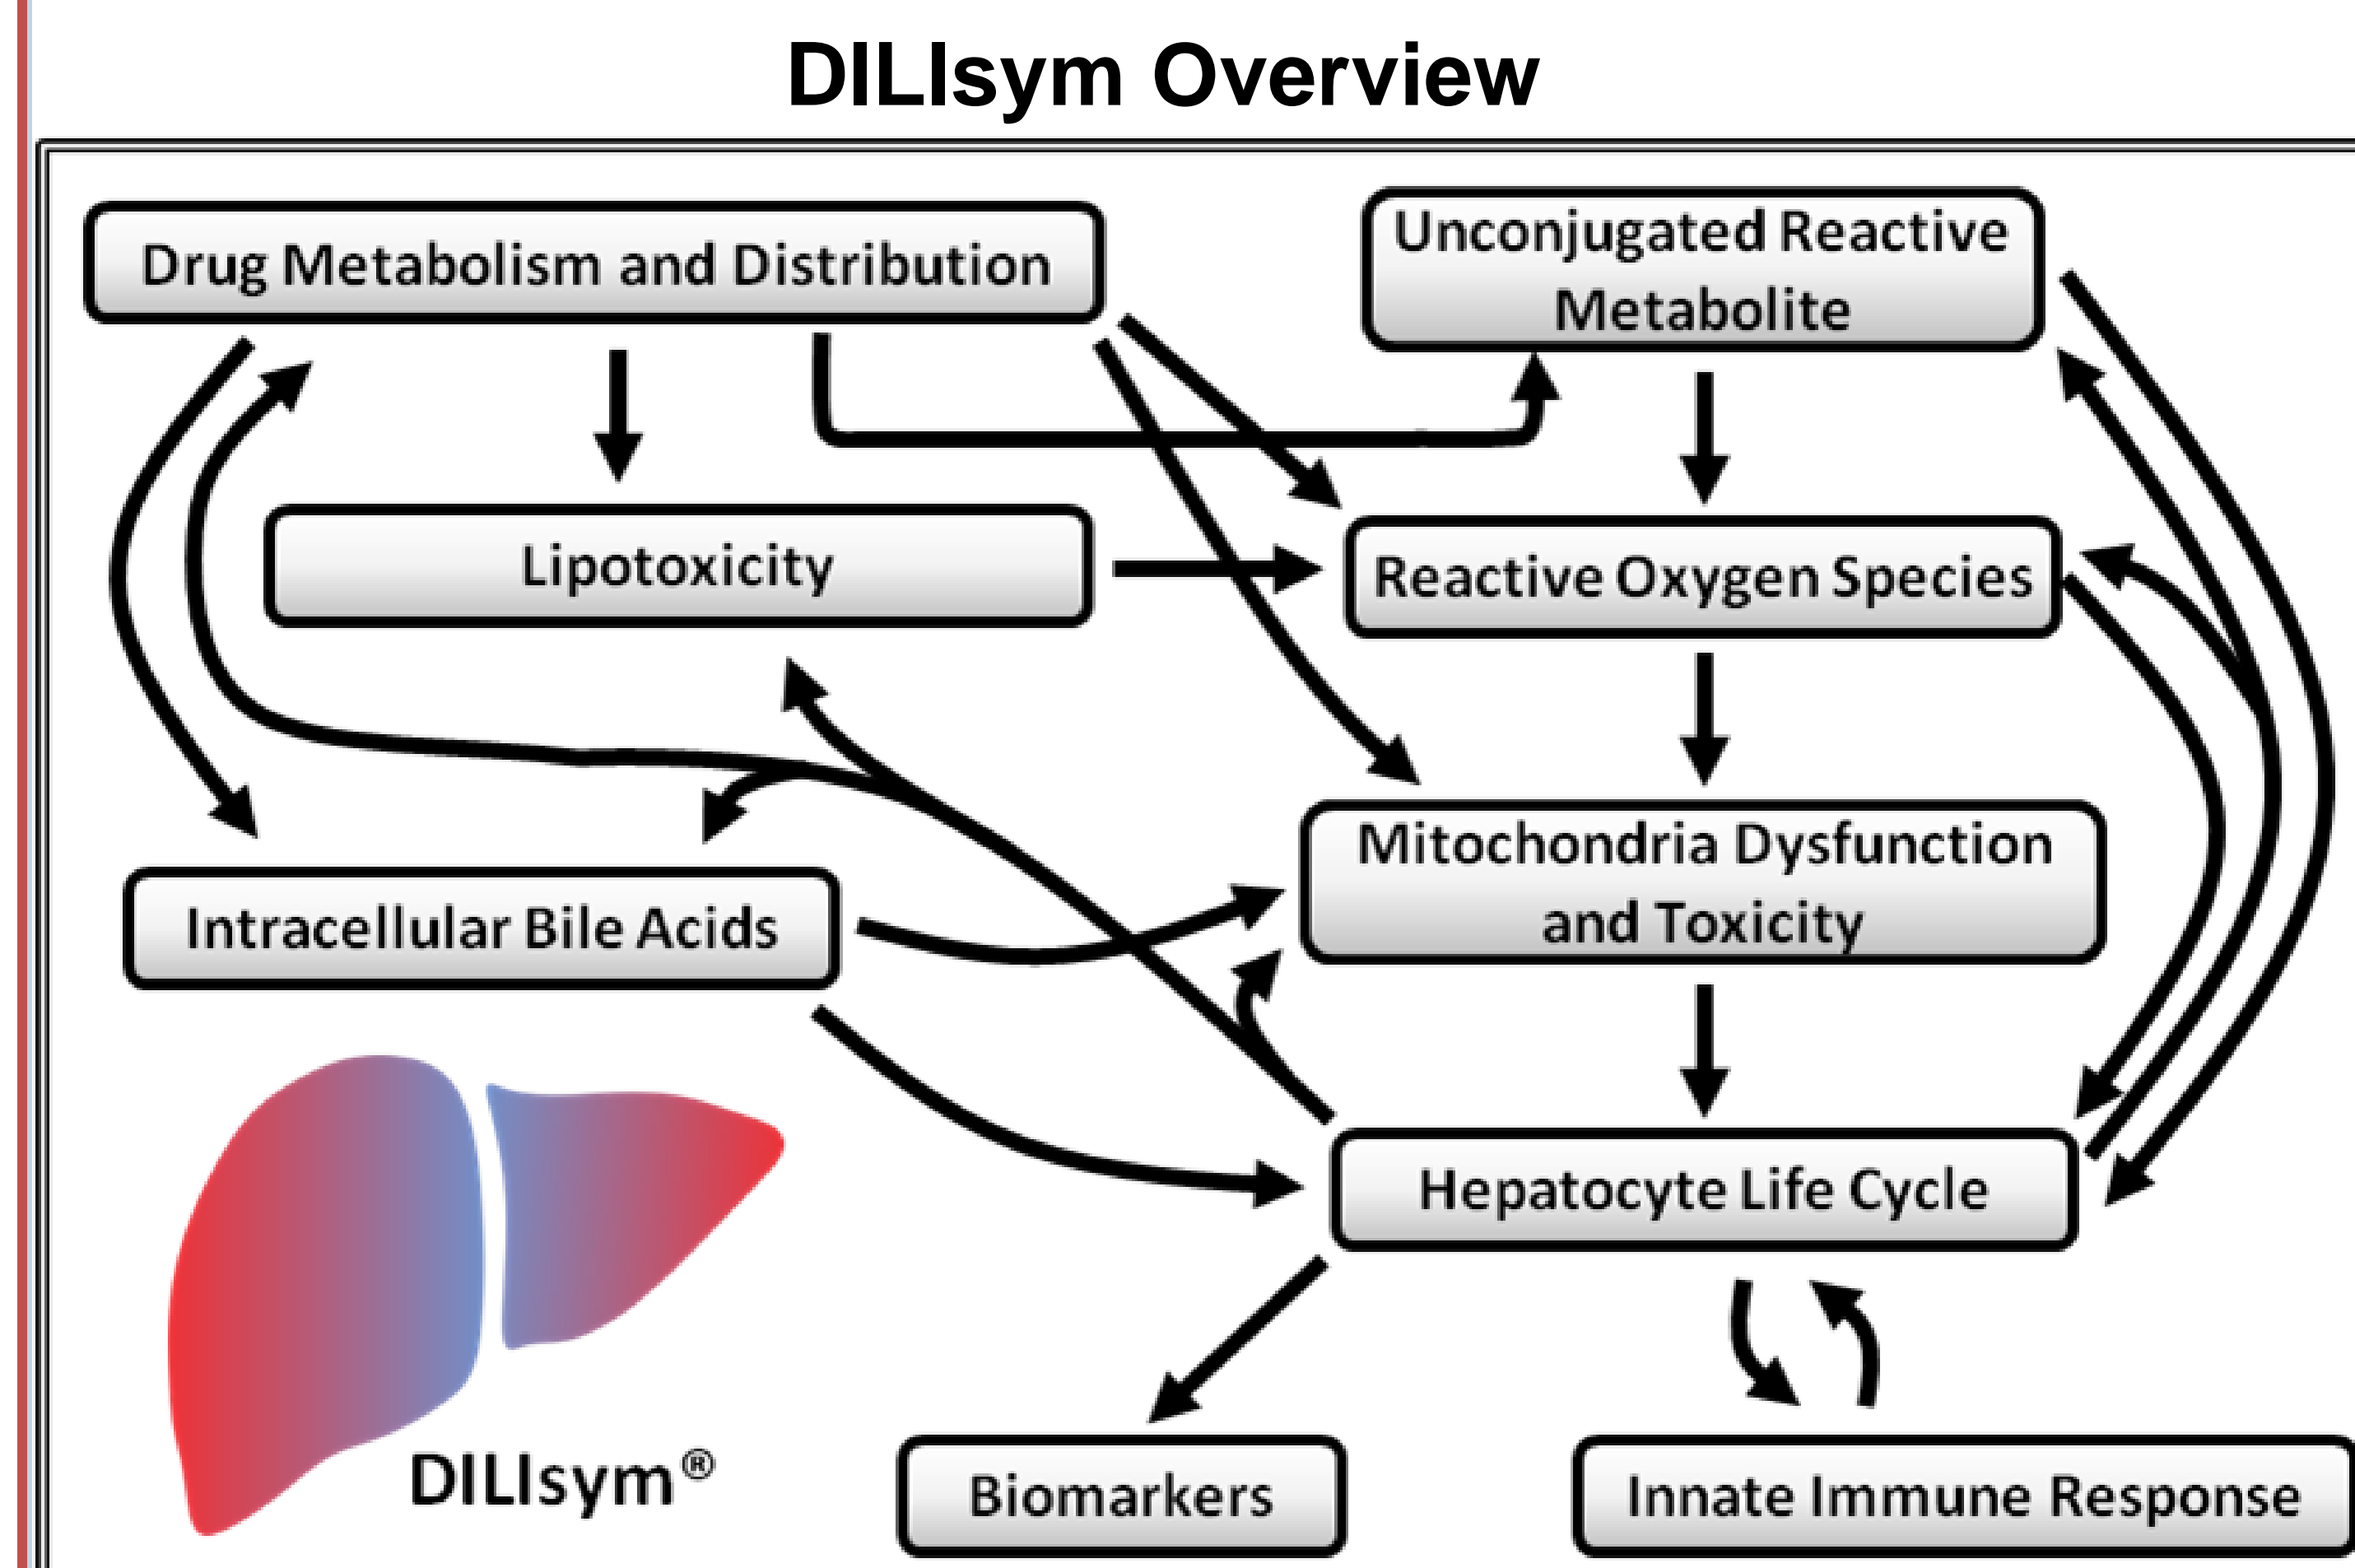 DILIsym Overview
Drug Metabolism and Distribution
Unconjugated Reactive
Metabolite
Lipotoxicity
Reactive Oxygen Species
Mitochondria Dysfunction
and Toxicity
Intracellular Bile Acids
Hepatocyte Life Cycle
DILIsym®
Biomarkers
Innate Immune Response